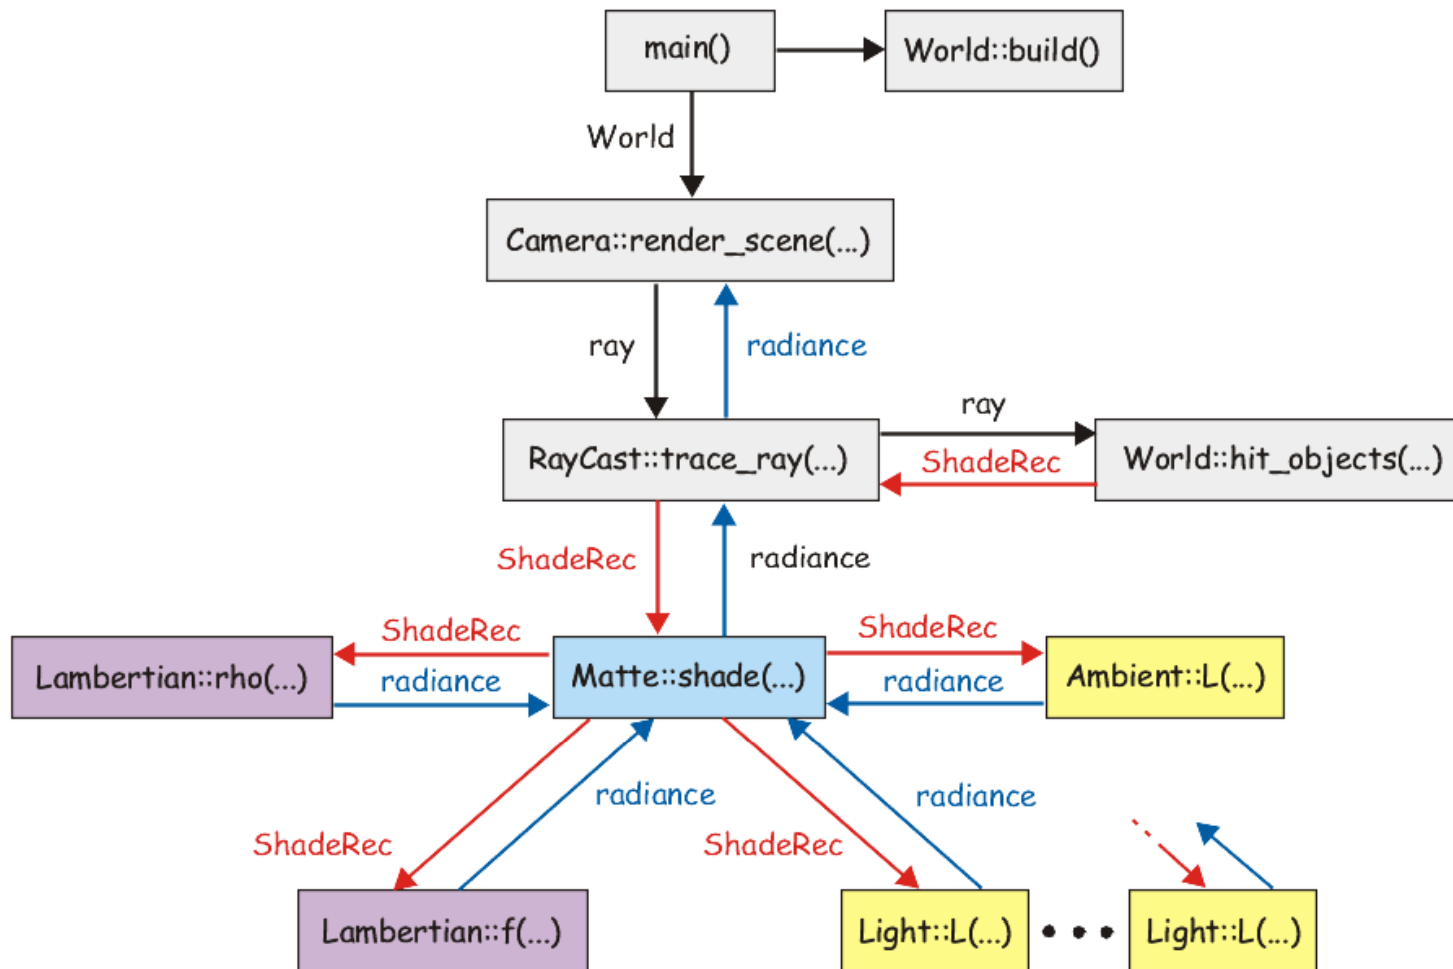 main()
World::build()
World
Camera::render_scene(...)
ray
radiance
ray
RayCast::trace_ray(...)
ShadeRec
World::hit_objects(...)
ShadeRec
radiance
ShadeRec
ShadeRec
Lambertian::rho(...)
radiance
Matte::shade(...)
radiance
Ambient::L(...)
radiance
radiance
ShadeRec
ShadeRec
Lambertian::f(...)
Light::L(...)
Light::L(...)